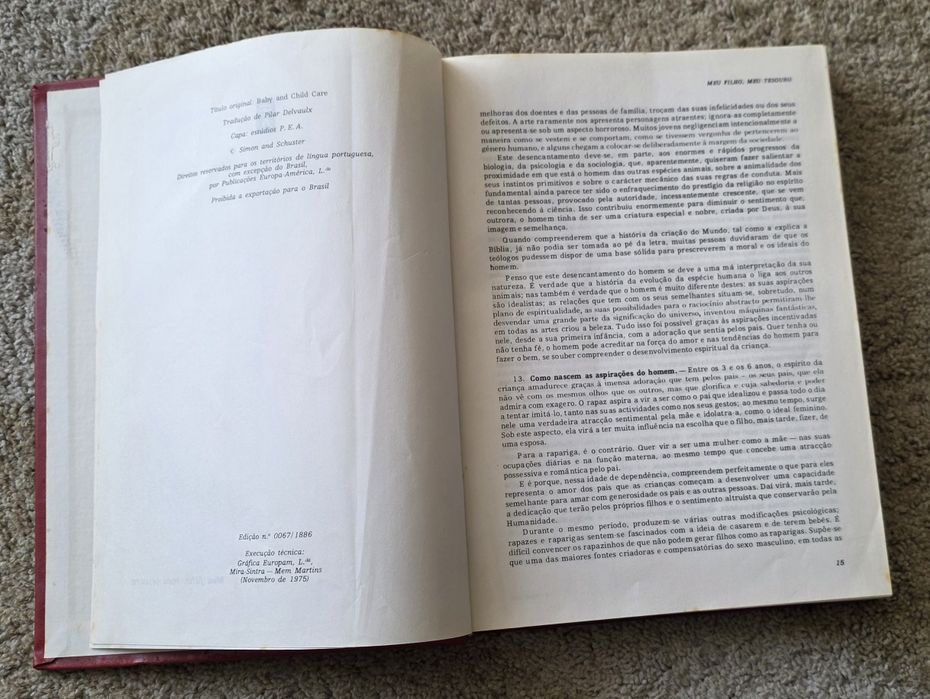 Título original: Baby and Child Care
Tradução de Pilar Delvaulx
Capa: estúdios P. E. A.
© Simon and Schuster
Direitos reservados para os territórios de língua portuguesa,
com excepção do Brasil,
por Publicações Europa-América, L.da
Proibida a exportação para o Brasil
Edição n.º 0067/1886
Execução técnica:
Gráfica Europam, L.da,
Mira-Sintra — Mem Martins
(Novembro de 1975)
MEU FILHO, MEU TESOURO
melhoras dos doentes e das pessoas de família, troçam das suas infelicidades ou dos seus
defeitos. A arte raramente nos apresenta personagens atraentes; ignora-as completamente
ou apresenta-se sob um aspecto horroroso. Muitos jovens negligenciam intencionalmente a
maneira como se vestem e se comportam, como se tivessem vergonha de pertencerem ao
género humano, e alguns chegam a colocar-se deliberadamente à margem da sociedade.
Este desencantamento deve-se, em parte, aos enormes e rápidos progressos da
biologia, da psicologia e da sociologia, que, aparentemente, quiseram fazer salientar a
proximidade em que está o homem das outras espécies animais, sobre a animalidade dos
seus instintos primitivos e sobre o carácter mecânico das suas regras de conduta. Mais
fundamental ainda parece ter sido o enfraquecimento do prestígio da religião no espírito
de tantas pessoas, provocado pela autoridade, incessantemente crescente, que se vem
reconhecendo à ciência. Isso contribuiu enormemente para diminuir o sentimento que,
outrora, o homem tinha de ser uma criatura especial e nobre, criada por Deus, à sua
imagem e semelhança.
Quando compreenderem que a história da criação do Mundo, tal como a explica a
Bíblia, já não podia ser tomada ao pé da letra, muitas pessoas duvidaram de que os
teólogos pudessem dispor de uma base sólida para prescreverem a moral e os ideais do
homem.
Penso que este desencantamento do homem se deve a uma má interpretação da sua
natureza. É verdade que a história da evolução da espécie humana o liga aos outros
animais; nas também é verdade que o homem é muito diferente destes: as suas aspirações
são idealistas; as relações que tem com os seus semelhantes situam-se, sobretudo, num
plano de espiritualidade, as suas possibilidades para o raciocínio abstracto permitiram-lhe
desvendar uma grande parte da significação do universo, inventou máquinas fantásticas,
em todas as artes criou a beleza. Tudo isso foi possível graças às aspirações incentivadas
nele, desde a sua primeira infância, com a adoração que sentia pelos pais. Quer tenha ou
não tenha fé, o homem pode acreditar na força do amor e nas tendências do homem para
fazer o bem, se souber compreender o desenvolvimento espiritual da criança.
13. Como nascem as aspirações do homem. — Entre os 3 e os 6 anos, o espírito da
criança amadurece graças à imensa adoração que tem pelos pais — os seus pais, que ela
não vê com os mesmos olhos que os outros, mas que glorifica e cuja sabedoria e poder
admira com exagero. O rapaz aspira a vir a ser como o pai que idealizou e passa todo o dia
a tentar imitá-lo, tanto nas suas actividades como nos seus gestos; ao mesmo tempo, surge
nele uma verdadeira atracção sentimental pela mãe e idolatra-a, como o ideal feminino.
Sob este aspecto, ela virá a ter muita influência na escolha que o filho, mais tarde, fizer, de
uma esposa.
Para a rapariga, é o contrário. Quer vir a ser uma mulher como a mãe — nas suas
ocupações diárias e na função materna, ao mesmo tempo que concebe uma atracção
possessiva e romântica pelo pai.
E é porque, nessa idade de dependência, compreendem perfeitamente o que para eles
representa o amor dos pais que as crianças começam a desenvolver uma capacidade
semelhante para amar com generosidade os pais e as outras pessoas. Daí virá, mais tarde,
a dedicação que terão pelos próprios filhos e o sentimento altruísta que conservarão pela
Humanidade.
Durante o mesmo período, produzem-se várias outras modificações psicológicas;
rapazes e raparigas sentem-se fascinados com a ideia de casarem e de terem bebés. É
difícil convencer os rapazinhos de que não podem gerar filhos como as raparigas. Supõe-se
que uma das maiores fontes criadoras e compensatórias do sexo masculino, em todas as
15